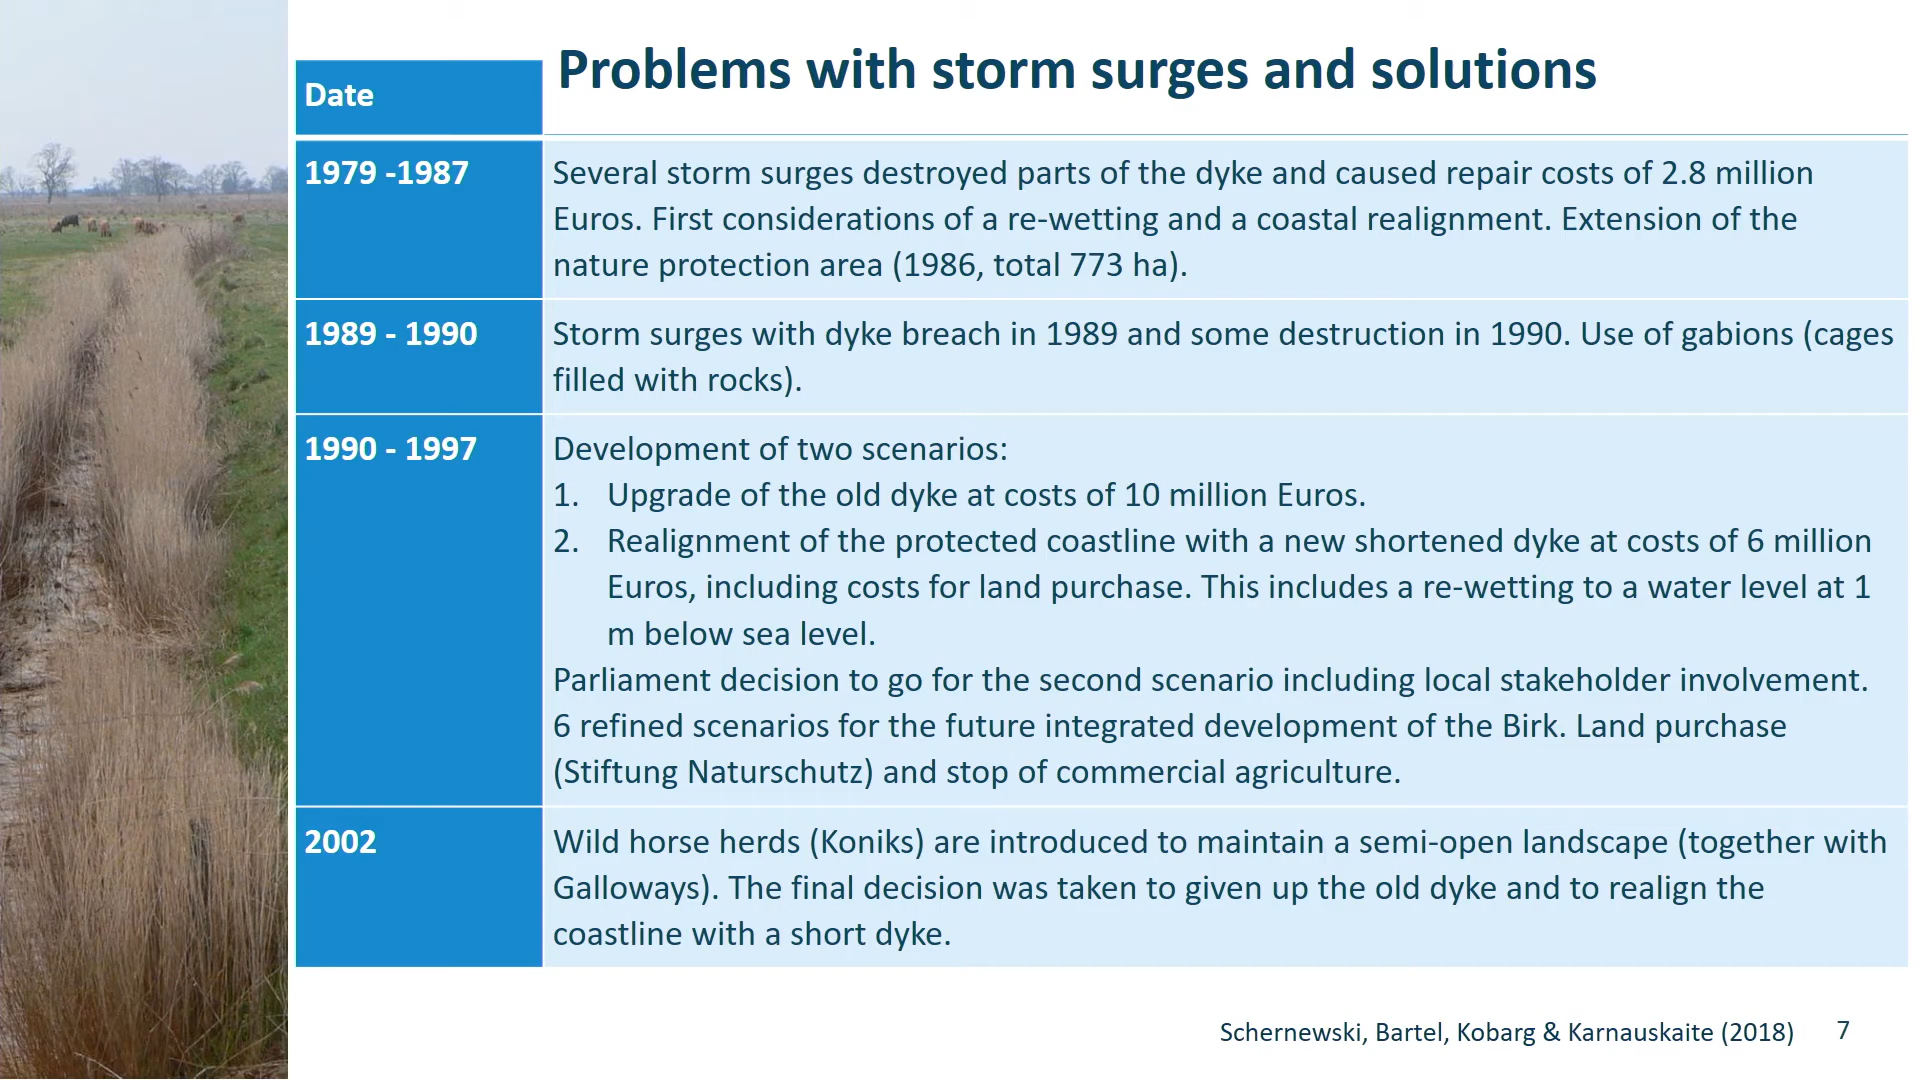 Problems with storm surges and solutions
Date
1979 -1987
Several storm surges destroyed parts of the dyke and caused repair costs of 2.8 million
Euros. First considerations of a re-wetting and a coastal realignment. Extension of the
nature protection area (1986, total 773 ha).
1989 - 1990
Storm surges with dyke breach in 1989 and some destruction in 1990. Use of gabions (cages
filled with rocks).
1990 - 1997
Development of two scenarios:
1. Upgrade of the old dyke at costs of 10 million Euros.
2. Realignment of the protected coastline with a new shortened dyke at costs of 6 million
Euros, including costs for land purchase. This includes a re-wetting to a water level at 1
m below sea level.
Parliament decision to go for the second scenario including local stakeholder involvement.
6 refined scenarios for the future integrated development of the Birk. Land purchase
(Stiftung Naturschutz) and stop of commercial agriculture.
2002
Wild horse herds (Koniks) are introduced to maintain a semi-open landscape (together with
Galloways). The final decision was taken to given up the old dyke and to realign the
coastline with a short dyke.
Schernewski, Bartel, Kobarg & Karnauskaite (2018)
7